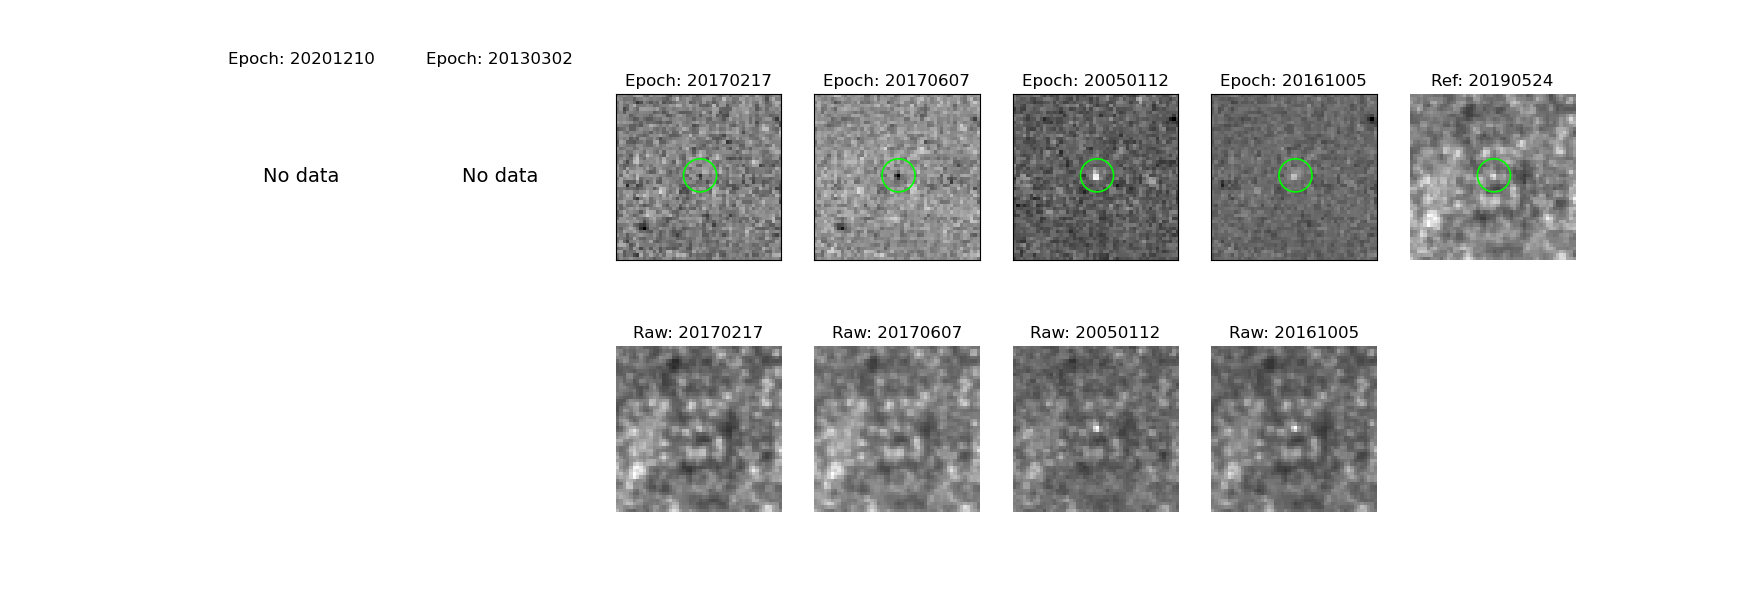 Epoch: 20201210
Epoch: 20130302
Epoch: 20170217
Epoch: 20170607
Epoch: 20050112
Epoch: 20161005
Ref: 20190524
No data
No data
Raw: 20170217
Raw: 20170607
Raw: 20050112
Raw: 20161005